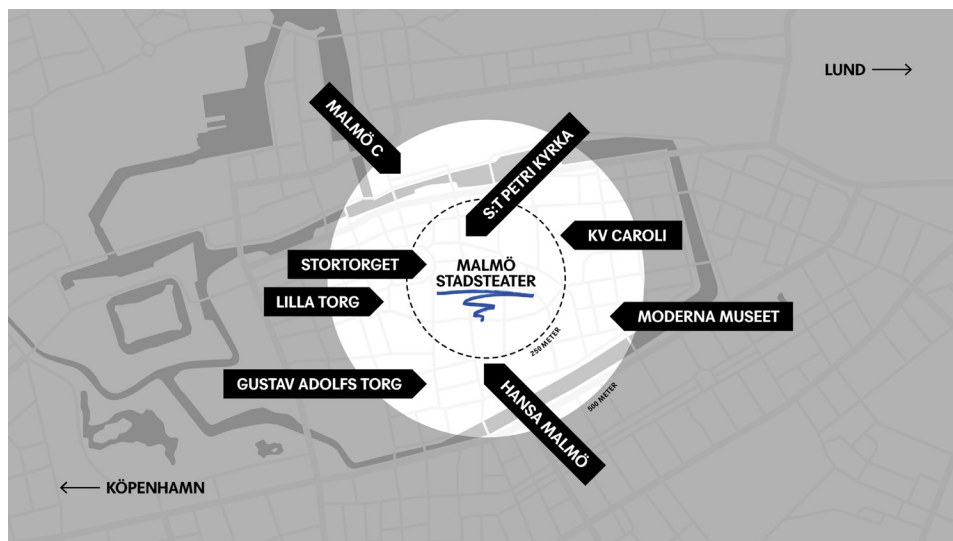 LUND
MALMÖ C
S:T PETRI KYRKA
KV CAROLI
STORTORGET
MALMÖ
STADSTEATER
LILLA TORG
MODERNA MUSEET
250 METER
GUSTAV ADOLFS TORG
500 METER
HANSA MALMÖ
KÖPENHAMN